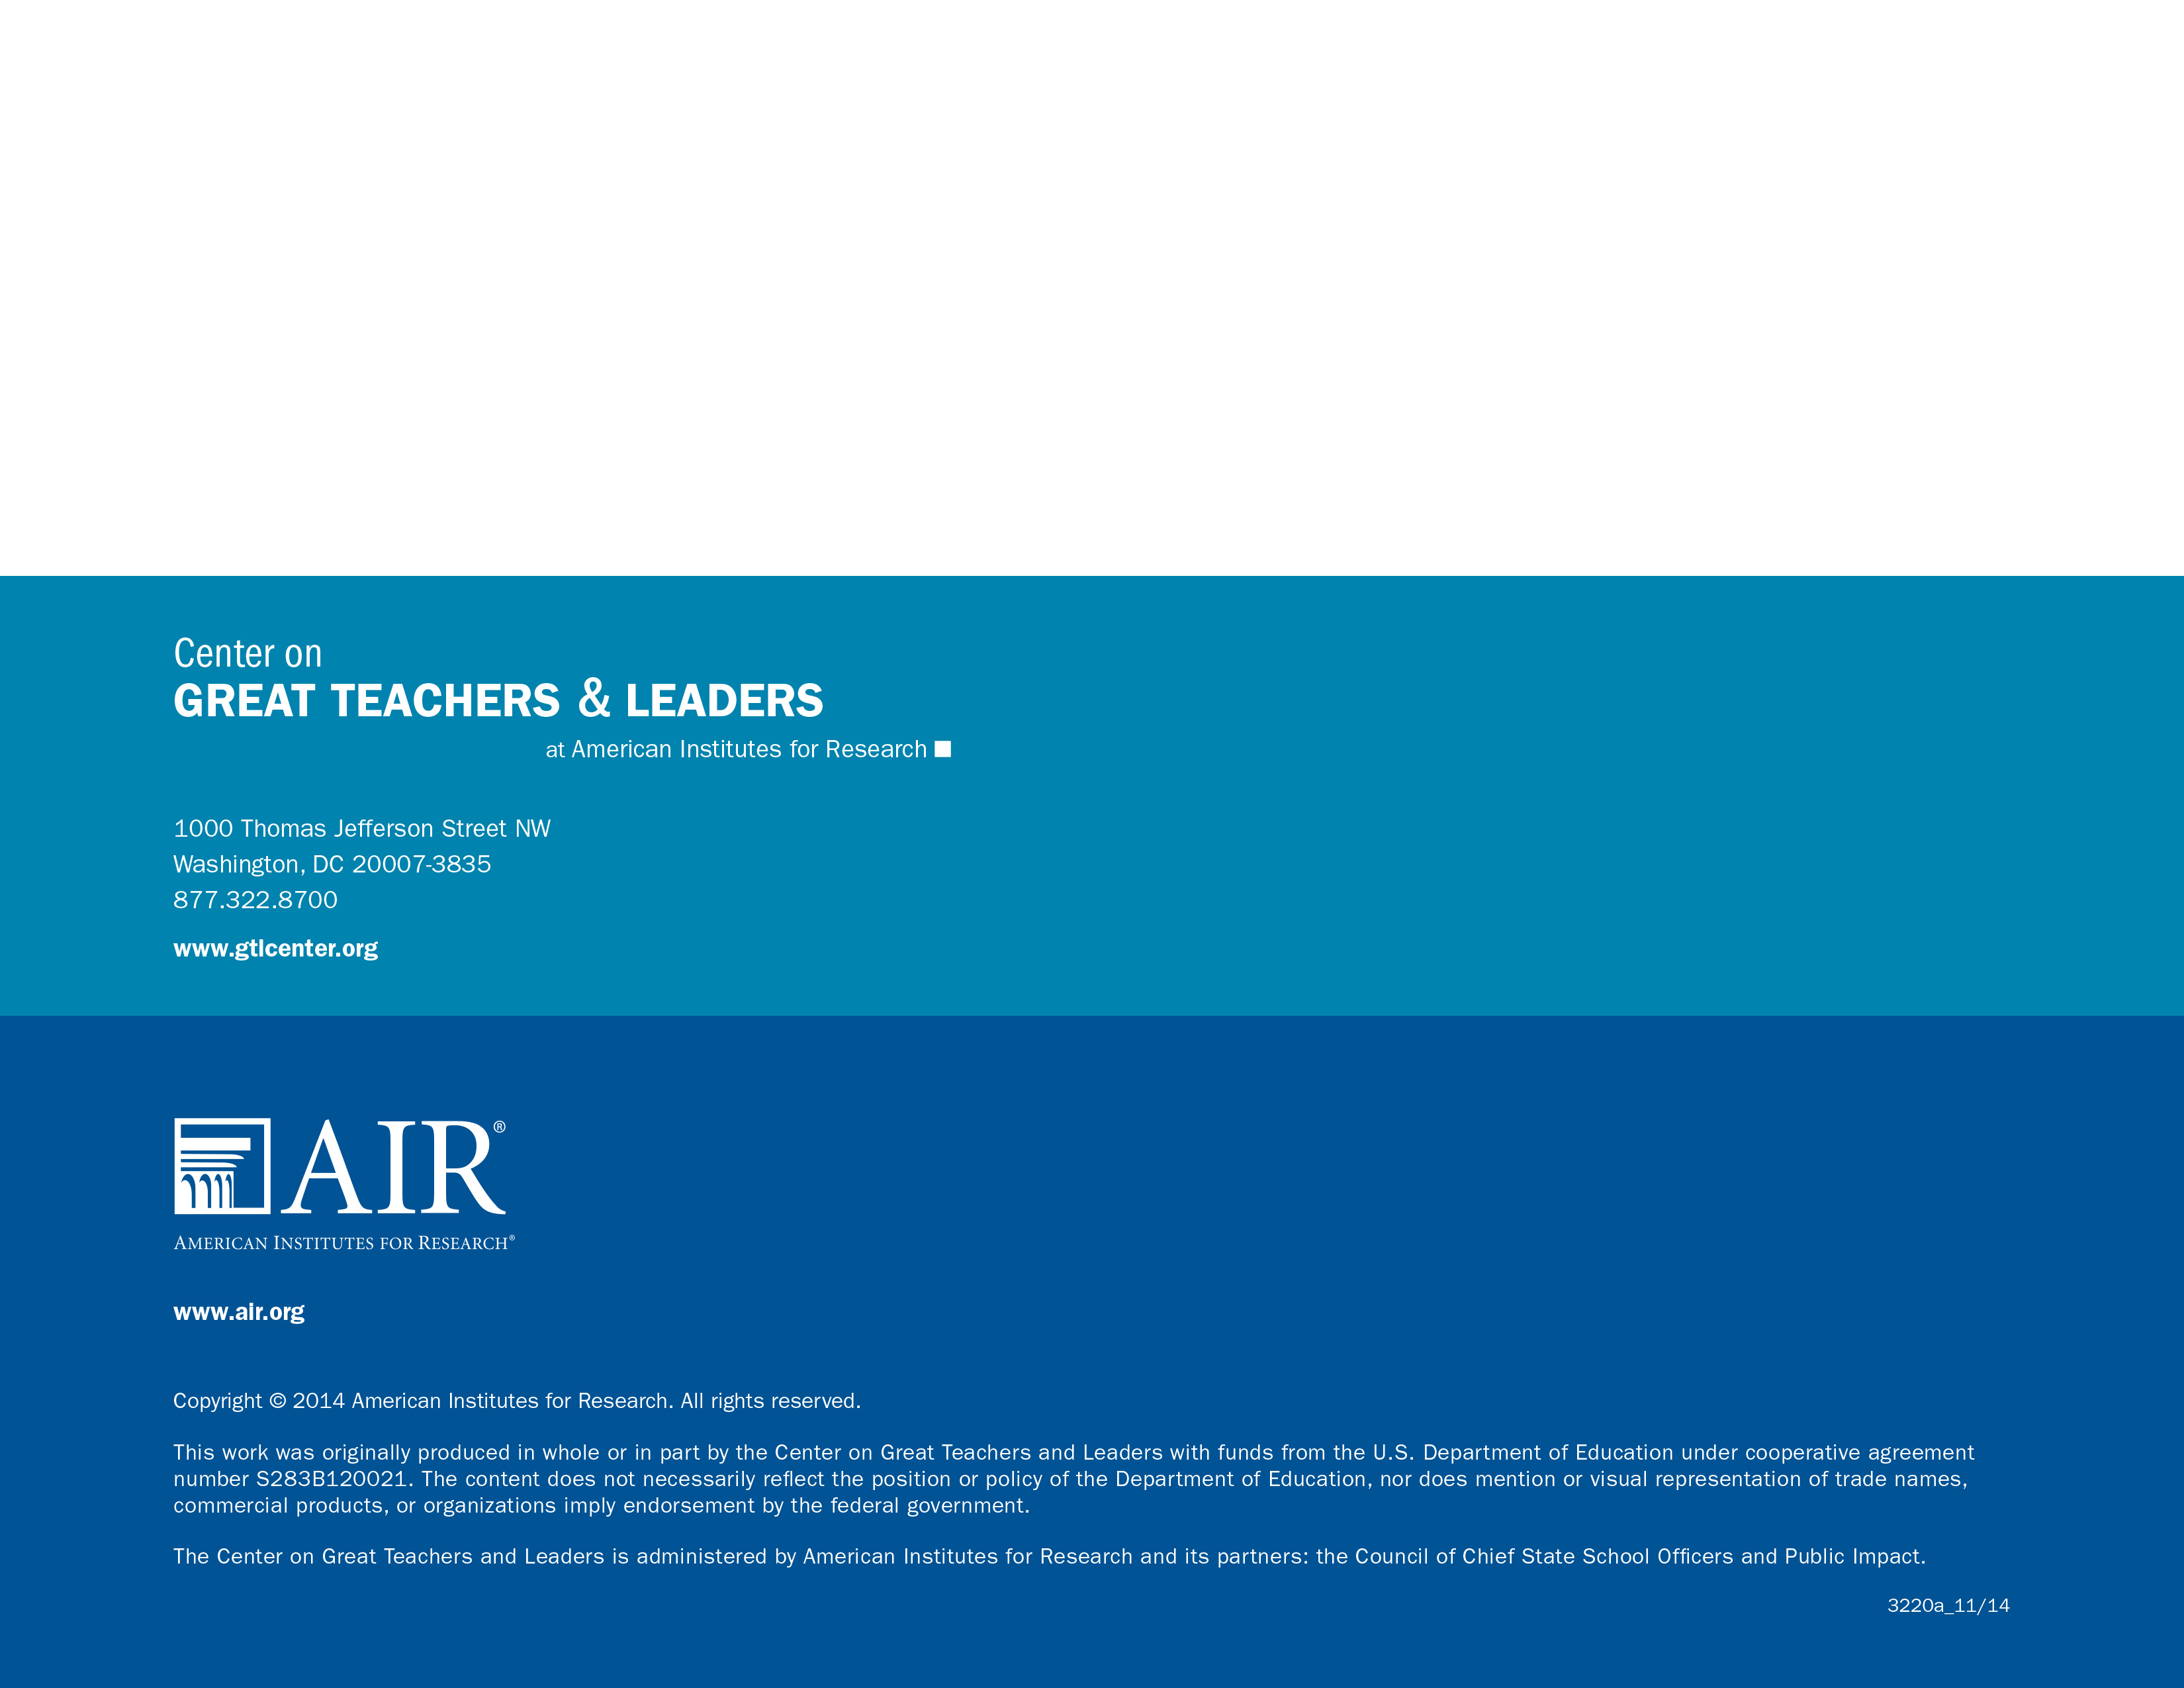 Center on
GREAT TEACHERS & LEADERS
at American Institutes for Research ■
1000 Thomas Jefferson Street NW
Washington, DC 20007-3835
877.322.8700
www.gtlcenter.org
AIR®
AMERICAN INSTITUTES FOR RESEARCH®
www.air.org
Copyright © 2014 American Institutes for Research. All rights reserved.
This work was originally produced in whole or in part by the Center on Great Teachers and Leaders with funds from the U.S. Department of Education under cooperative agreement
number S283B120021. The content does not necessarily reflect the position or policy of the Department of Education, nor does mention or visual representation of trade names,
commercial products, or organizations imply endorsement by the federal government.
The Center on Great Teachers and Leaders is administered by American Institutes for Research and its partners: the Council of Chief State School Officers and Public Impact.
3220a_11/14